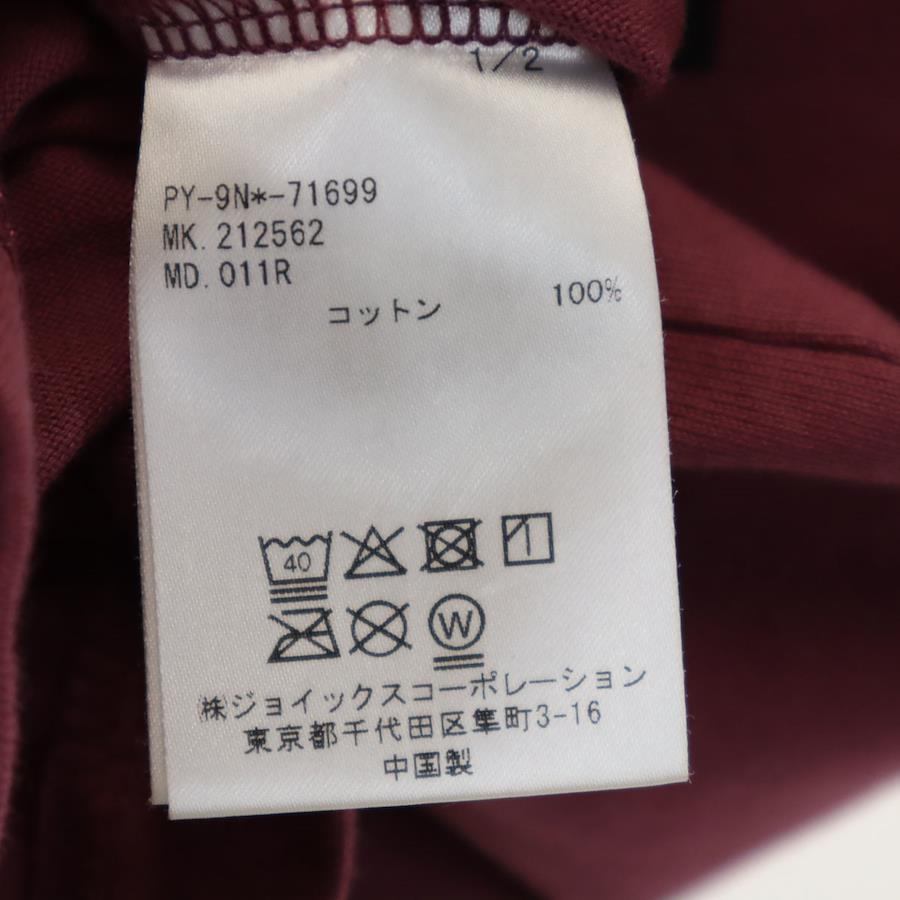 1/2
PY-9N*-71699
MK. 212562
MD. 011R
コットン 100%
40
W
㈱ジョイックスコーポレーション
東京都千代田区隼町3-16
中国製